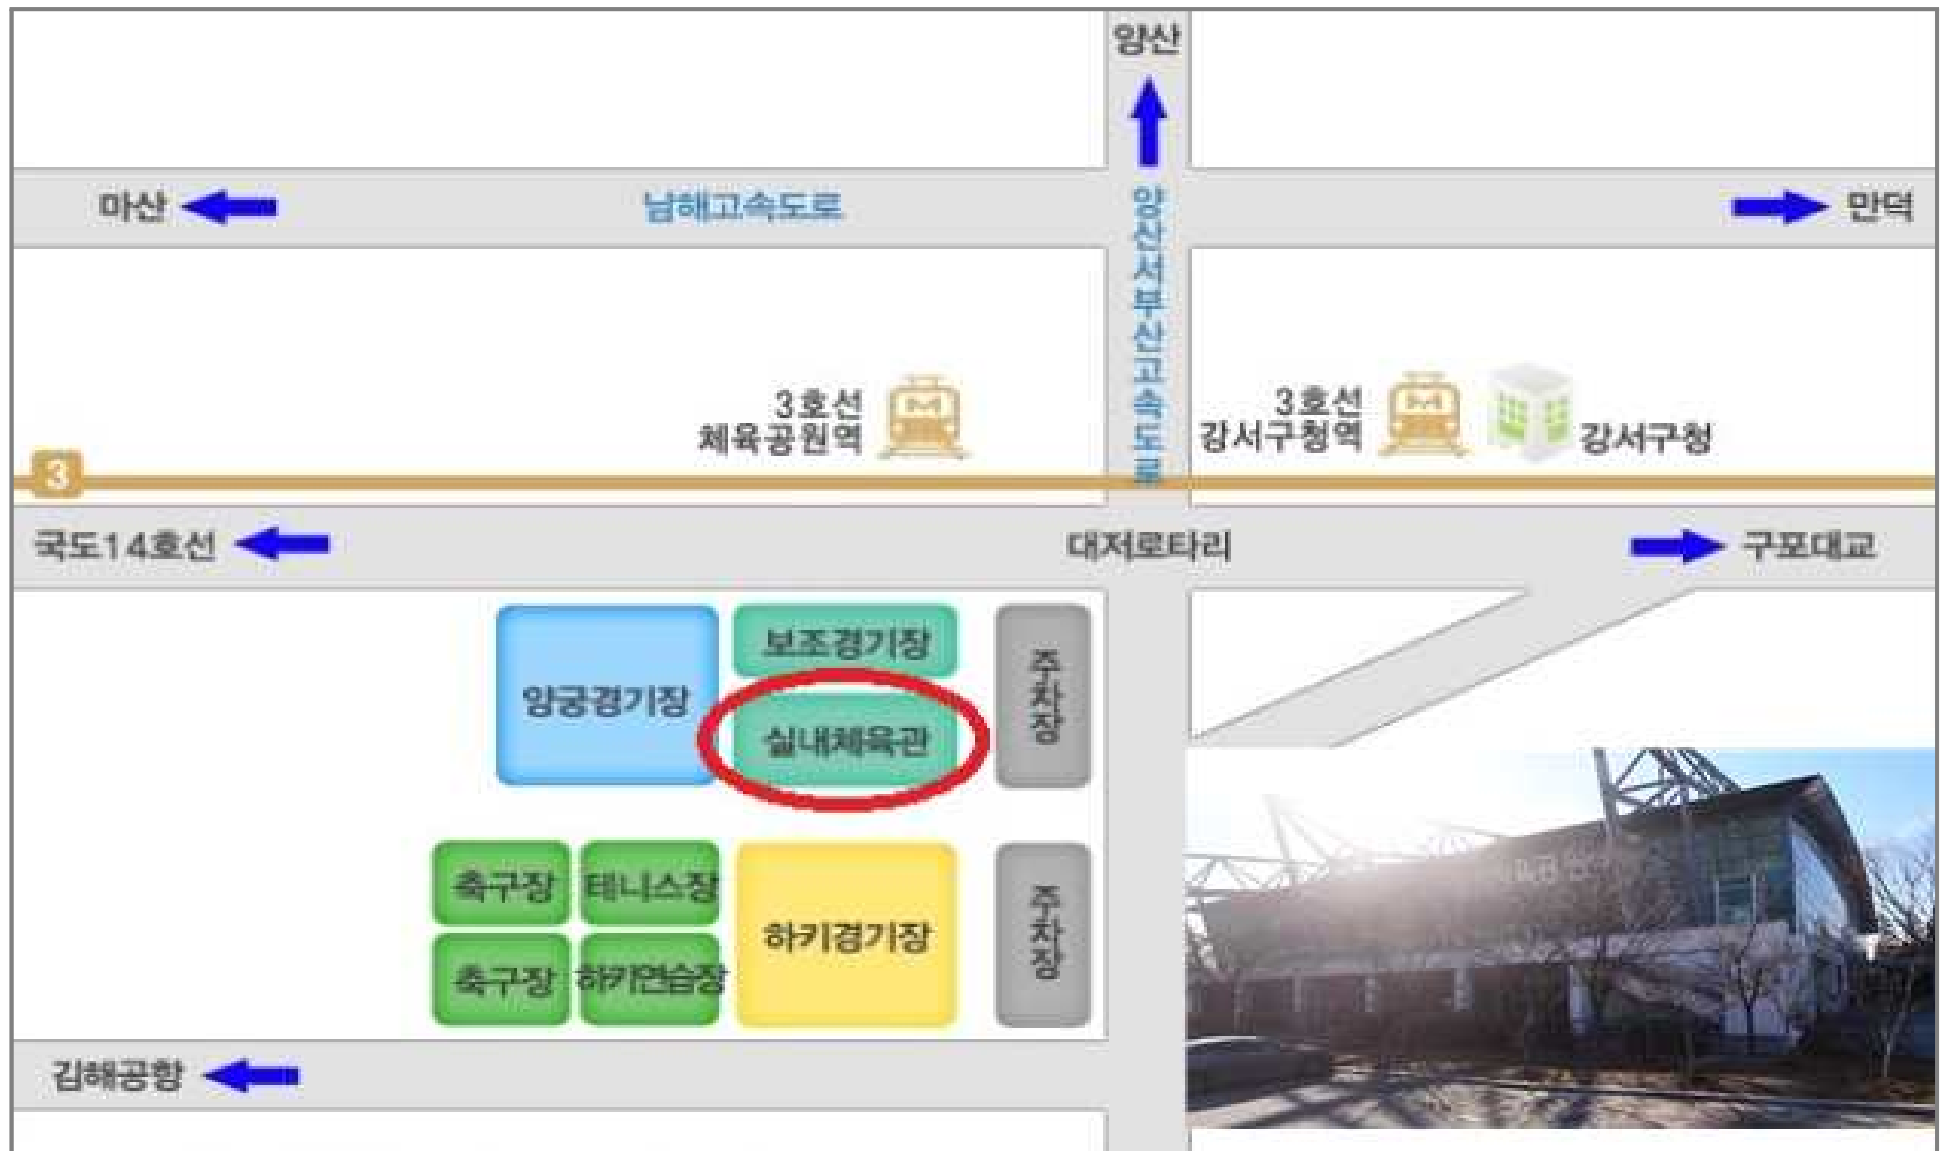 양산
마산
남해고속도로
양산서부산고속도로
만덕
3호선
체육공원역
3호선
강서구청역
강서구청
3
국도14호선
대저로타리
구포대교
양궁경기장
보조경기장
실내체육관
주차장
축구장
테니스장
하키경기장
주차장
축구장
하키연습장
김해공항